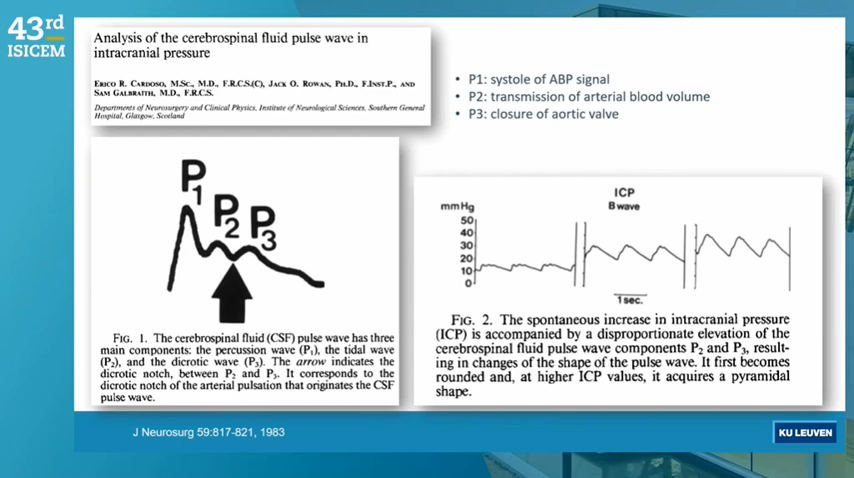 43rd
ISICEM
Analysis of the cerebrospinal fluid pulse wave in
intracranial pressure
ERICO R. CARDOSO, M.SC., M.D., F.R.C.S.(C), JACK O. ROWAN, PH.D., F.INST.P., AND
SAM GALBRAITH, M.D., F.R.C.S.
Departments of Neurosurgery and Clinical Physics, Institute of Neurological Sciences, Southern General
Hospital, Glasgow, Scotland
• P1: systole of ABP signal
• P2: transmission of arterial blood volume
• P3: closure of aortic valve
P1
P2
P3
FIG. 1. The cerebrospinal fluid (CSF) pulse wave has three
main components: the percussion wave (P1), the tidal wave
(P2), and the dicrotic wave (P3). The arrow indicates the
dicrotic notch, between P2 and P3. It corresponds to the
dicrotic notch of the arterial pulsation that originates the CSF
pulse wave.
ICP
B wave
mmHg
50
40
30
20
10
0
1 sec.
FIG. 2. The spontaneous increase in intracranial pressure
(ICP) is accompanied by a disproportionate elevation of the
cerebrospinal fluid pulse wave components P2 and P3, result-
ing in changes of the shape of the pulse wave. It first becomes
rounded and, at higher ICP values, it acquires a pyramidal
shape.
J Neurosurg 59:817-821, 1983
KU LEUVEN